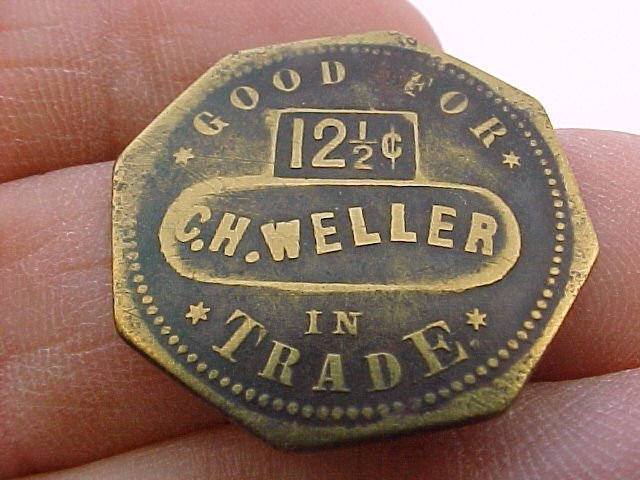 GOOD FOR
12½¢
C.H. WELLER
IN
TRADE